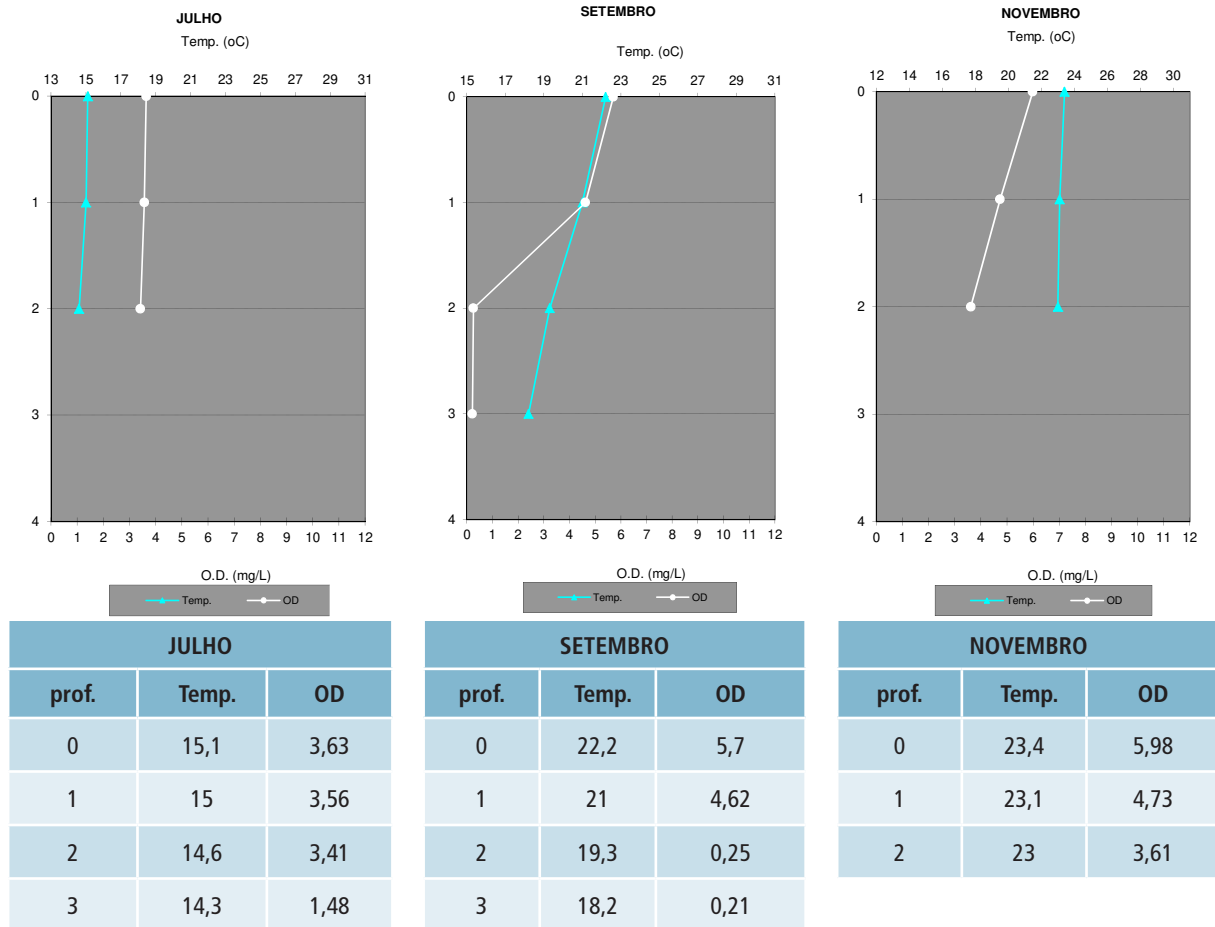 JULHO
Temp. (oC)
13 15 17 19 21 23 25 27 29 31
0
1
2
3
4
0 1 2 3 4 5 6 7 8 9 10 11 12
O.D. (mg/L)
Temp. OD
SETEMBRO
Temp. (oC)
15 17 19 21 23 25 27 29 31
0
1
2
3
4
0 1 2 3 4 5 6 7 8 9 10 11 12
O.D. (mg/L)
Temp. OD
NOVEMBRO
Temp. (oC)
12 14 16 18 20 22 24 26 28 30
0
1
2
3
4
0 1 2 3 4 5 6 7 8 9 10 11 12
O.D. (mg/L)
Temp. OD
JULHO
prof. Temp. OD
0 15,1 3,63
1 15 3,56
2 14,6 3,41
3 14,3 1,48
SETEMBRO
prof. Temp. OD
0 22,2 5,7
1 21 4,62
2 19,3 0,25
3 18,2 0,21
NOVEMBRO
prof. Temp. OD
0 23,4 5,98
1 23,1 4,73
2 23 3,61